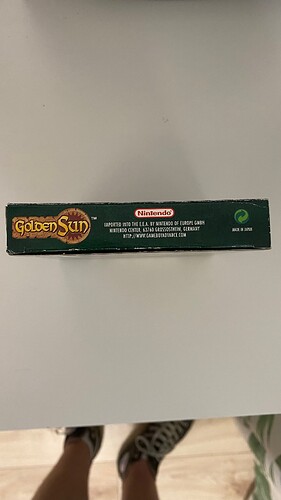 GOLDEN SUN™
Nintendo®
IMPORTED INTO THE E.E.A. BY NINTENDO OF EUROPE GMBH
NINTENDO CENTER, 63760 GROSSOSTHEIM, GERMANY
HTTP://WWW.GAMEBOYADVANCE.COM
MADE IN JAPAN